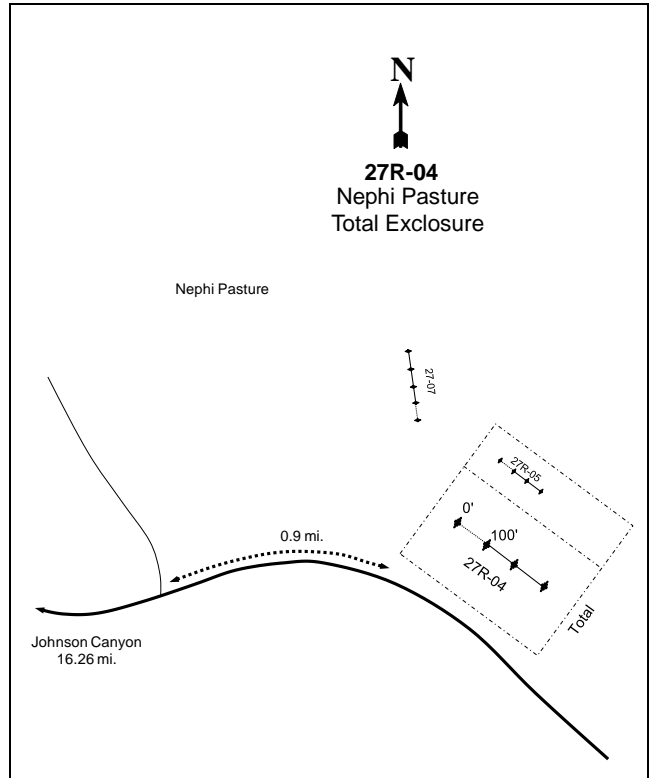 N
27R-04
Nephi Pasture
Total Exclosure
Nephi Pasture
27-07
27R-05
0'
100'
27R-04
0.9 mi.
Total
Johnson Canyon
16.26 mi.